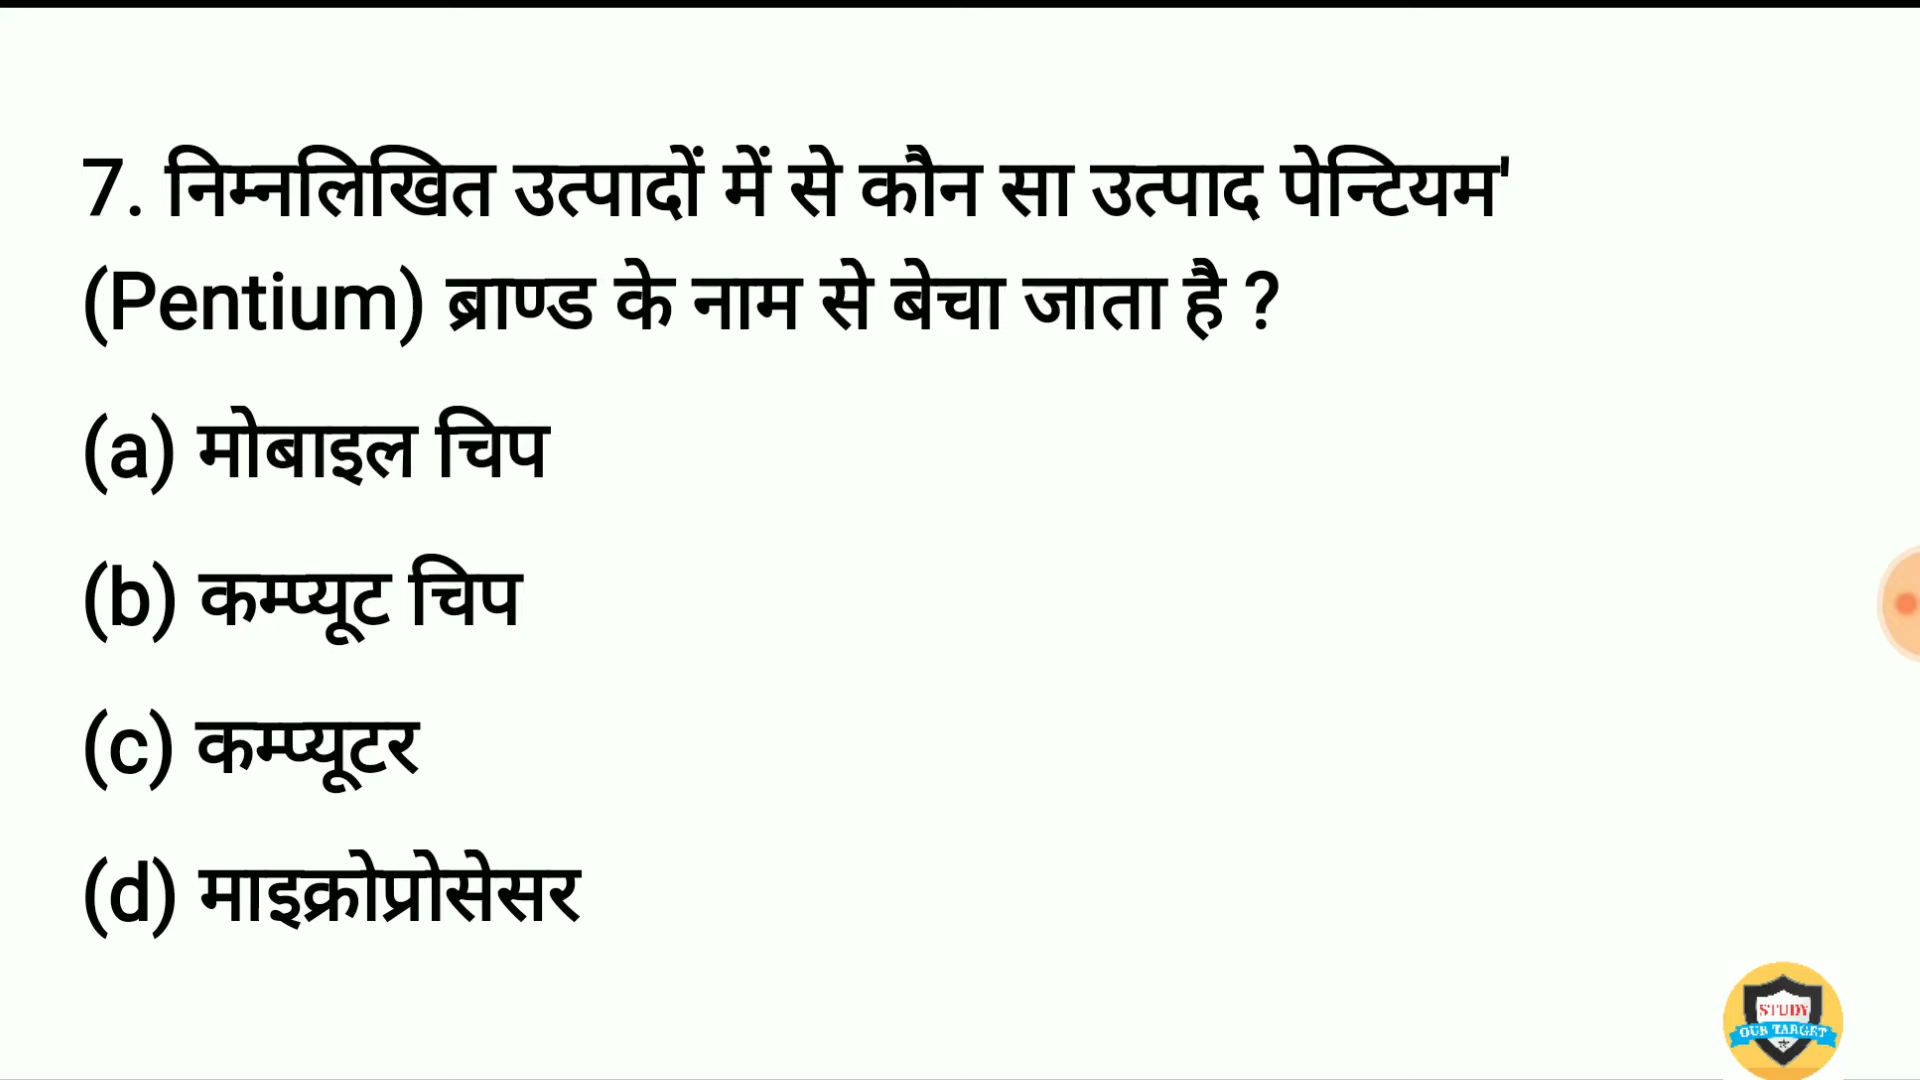 7. निम्नलिखित उत्पादों में से कौन सा उत्पाद पेन्टियम'
(Pentium) ब्राण्ड के नाम से बेचा जाता है ?
(a) मोबाइल चिप
(b) कम्प्यूट चिप
(c) कम्प्यूटर
(d) माइक्रोप्रोसेसर
STUDY
OUR TARGET